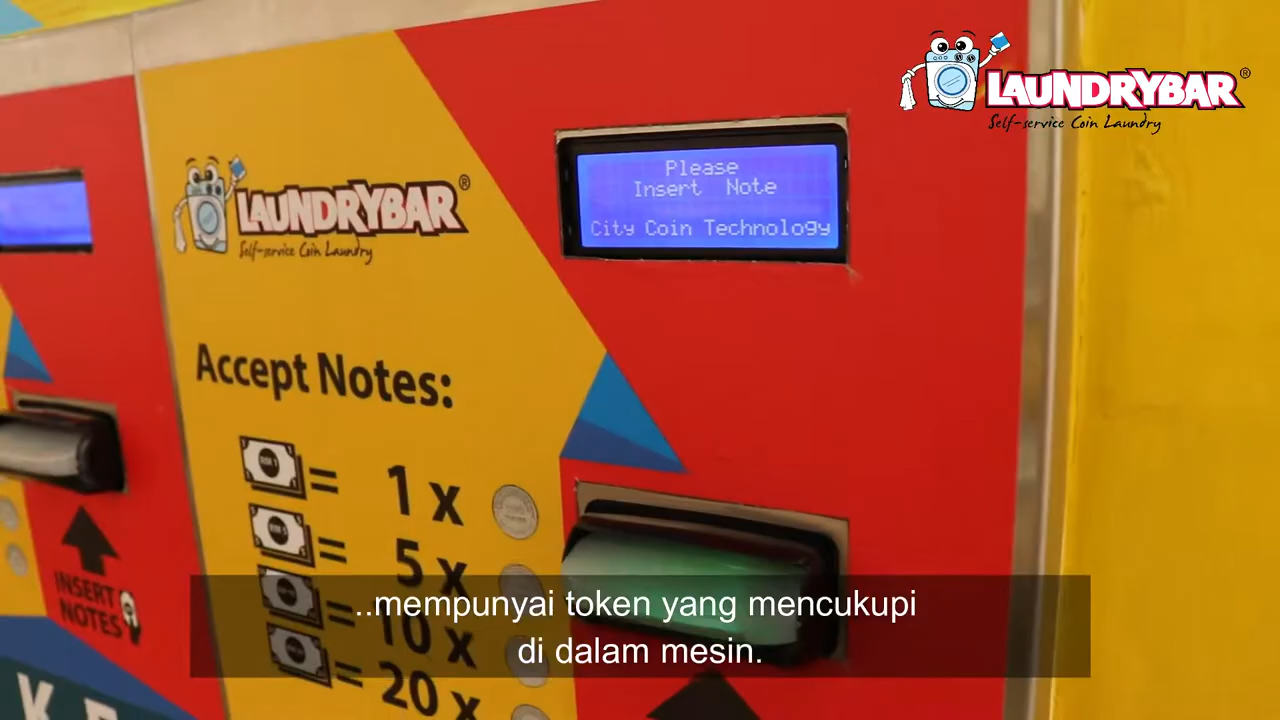 LAUNDRYBAR®
Self-service Coin Laundry
Please
Insert Note
City Coin Technology
LAUNDRYBAR®
Self-service Coin Laundry
Accept Notes:
= 1 x
= 5 x
= 10 x
= 20 x
INSERT
NOTES
..mempunyai token yang mencukupi
di dalam mesin.